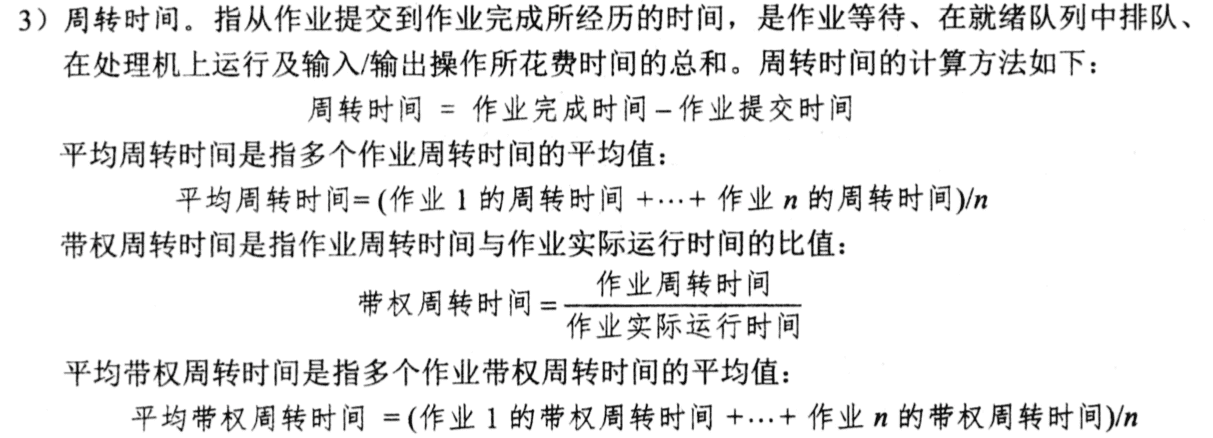 3）周转时间。指从作业提交到作业完成所经历的时间，是作业等待、在就绪队列中排队、
在处理机上运行及输入/输出操作所花费时间的总和。周转时间的计算方法如下：
周转时间 = 作业完成时间 – 作业提交时间
平均周转时间是指多个作业周转时间的平均值：
平均周转时间= (作业 1 的周转时间 +⋯+ 作业 n 的周转时间)/n
带权周转时间是指作业周转时间与作业实际运行时间的比值：
作业周转时间
带权周转时间 =
作业实际运行时间
平均带权周转时间是指多个作业带权周转时间的平均值：
平均带权周转时间 = (作业 1 的带权周转时间 +⋯+ 作业 n 的带权周转时间)/n